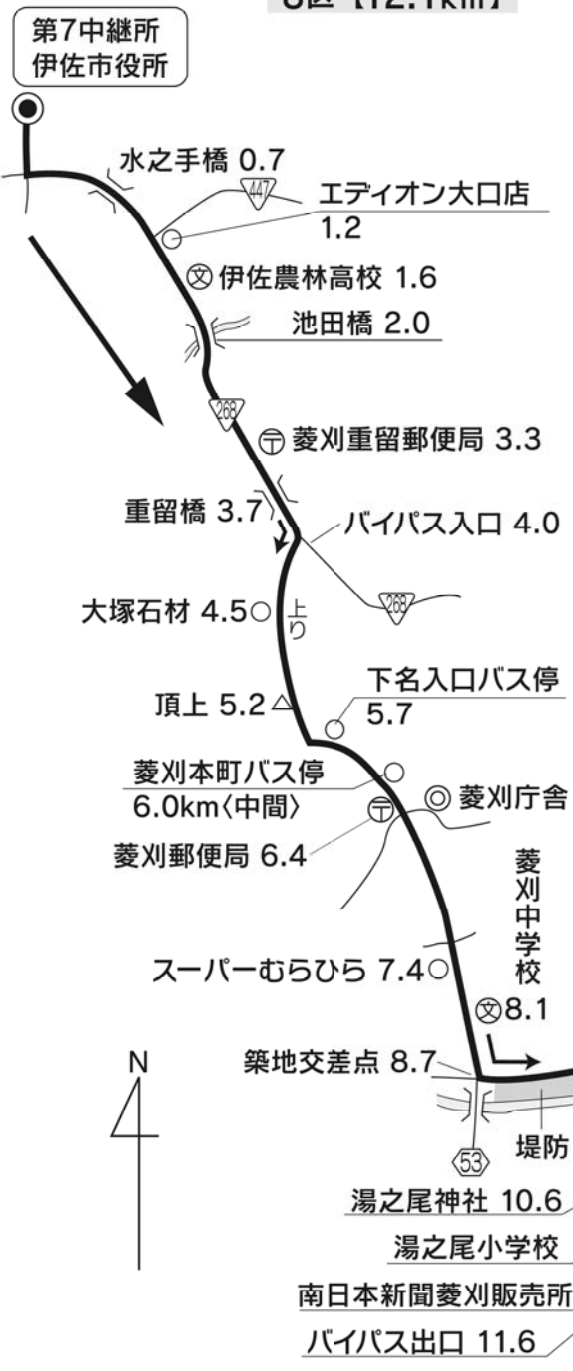 8区【12.1km】
第7中継所
伊佐市役所
水之手橋 0.7
447
エディオン大口店
1.2
文 伊佐農林高校 1.6
池田橋 2.0
268
〒 菱刈重留郵便局 3.3
重留橋 3.7
バイパス入口 4.0
268
大塚石材 4.5
上り
頂上 5.2
下名入口バス停
5.7
菱刈本町バス停
6.0km〈中間〉
菱刈庁舎
〒
菱刈郵便局 6.4
菱刈中学校
スーパーむらひら 7.4
文 8.1
築地交差点 8.7
N
堤防
53
湯之尾神社 10.6
湯之尾小学校
南日本新聞菱刈販売所
バイパス出口 11.6